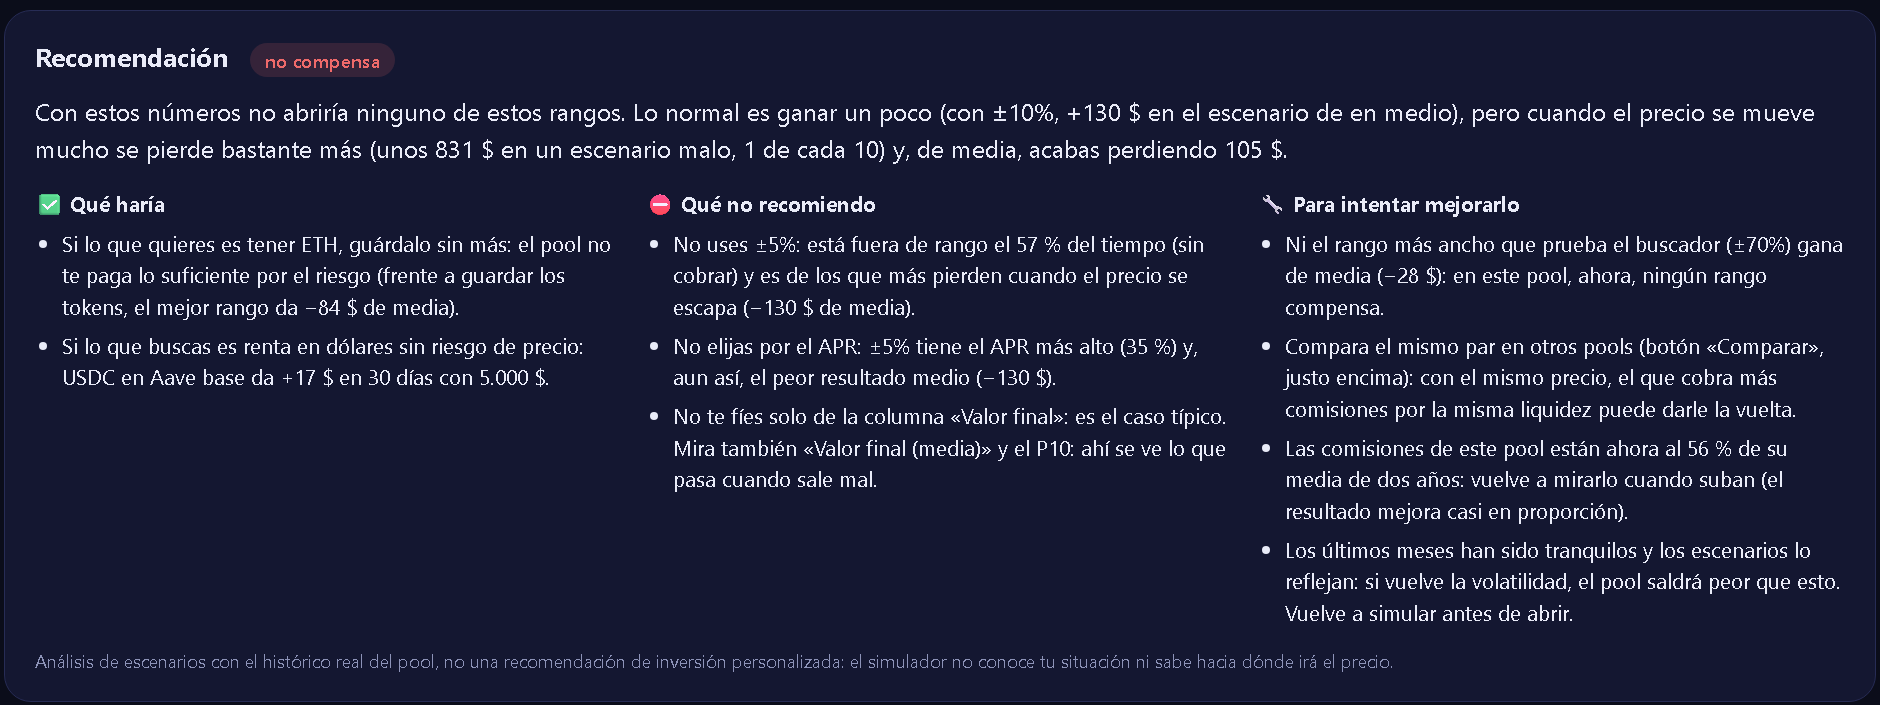 Recomendación no compensa
Con estos números no abriría ninguno de estos rangos. Lo normal es ganar un poco (con ±10%, +130 $ en el escenario de en medio), pero cuando el precio se mueve
mucho se pierde bastante más (unos 831 $ en un escenario malo, 1 de cada 10) y, de media, acabas perdiendo 105 $.
✅ Qué haría
Si lo que quieres es tener ETH, guárdalo sin más: el pool no
te paga lo suficiente por el riesgo (frente a guardar los
tokens, el mejor rango da −84 $ de media).
Si lo que buscas es renta en dólares sin riesgo de precio:
USDC en Aave base da +17 $ en 30 días con 5.000 $.
⛔ Qué no recomiendo
No uses ±5%: está fuera de rango el 57 % del tiempo (sin
cobrar) y es de los que más pierden cuando el precio se
escapa (−130 $ de media).
No elijas por el APR: ±5% tiene el APR más alto (35 %) y,
aun así, el peor resultado medio (−130 $).
No te fíes solo de la columna «Valor final»: es el caso típico.
Mira también «Valor final (media)» y el P10: ahí se ve lo que
pasa cuando sale mal.
🔧 Para intentar mejorarlo
Ni el rango más ancho que prueba el buscador (±70%) gana
de media (−28 $): en este pool, ahora, ningún rango
compensa.
Compara el mismo par en otros pools (botón «Comparar»,
justo encima): con el mismo precio, el que cobra más
comisiones por la misma liquidez puede darle la vuelta.
Las comisiones de este pool están ahora al 56 % de su
media de dos años: vuelve a mirarlo cuando suban (el
resultado mejora casi en proporción).
Los últimos meses han sido tranquilos y los escenarios lo
reflejan: si vuelve la volatilidad, el pool saldrá peor que esto.
Vuelve a simular antes de abrir.
Análisis de escenarios con el histórico real del pool, no una recomendación de inversión personalizada: el simulador no conoce tu situación ni sabe hacia dónde irá el precio.